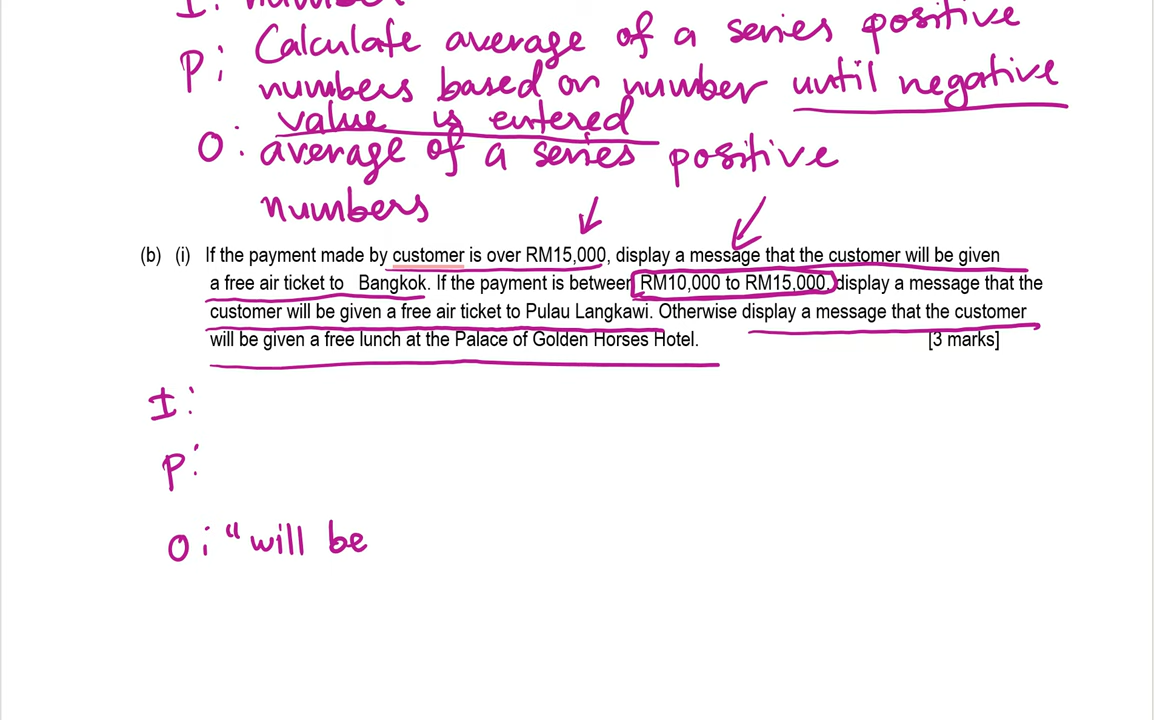 I: number
P: Calculate average of a series positive
numbers based on number until negative
value is entered
O: average of a series positive
numbers
(b) (i) If the payment made by customer is over RM15,000, display a message that the customer will be given
a free air ticket to Bangkok. If the payment is between RM10,000 to RM15,000, display a message that the
customer will be given a free air ticket to Pulau Langkawi. Otherwise display a message that the customer
will be given a free lunch at the Palace of Golden Horses Hotel. [3 marks]
I:
P:
O: "will be